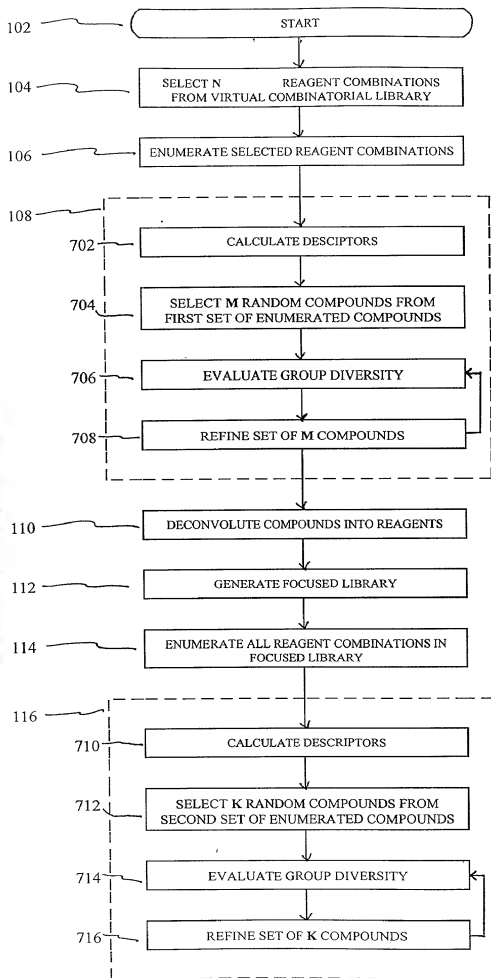 102 START
104 SELECT N REAGENT COMBINATIONS
FROM VIRTUAL COMBINATORIAL LIBRARY
106 ENUMERATE SELECTED REAGENT COMBINATIONS
108
702 CALCULATE DESCIPTORS
704 SELECT M RANDOM COMPOUNDS FROM
FIRST SET OF ENUMERATED COMPOUNDS
706 EVALUATE GROUP DIVERSITY
708 REFINE SET OF M COMPOUNDS
110 DECONVOLUTE COMPOUNDS INTO REAGENTS
112 GENERATE FOCUSED LIBRARY
114 ENUMERATE ALL REAGENT COMBINATIONS IN
FOCUSED LIBRARY
116
710 CALCULATE DESCRIPTORS
712 SELECT K RANDOM COMPOUNDS FROM
SECOND SET OF ENUMERATED COMPOUNDS
714 EVALUATE GROUP DIVERSITY
716 REFINE SET OF K COMPOUNDS